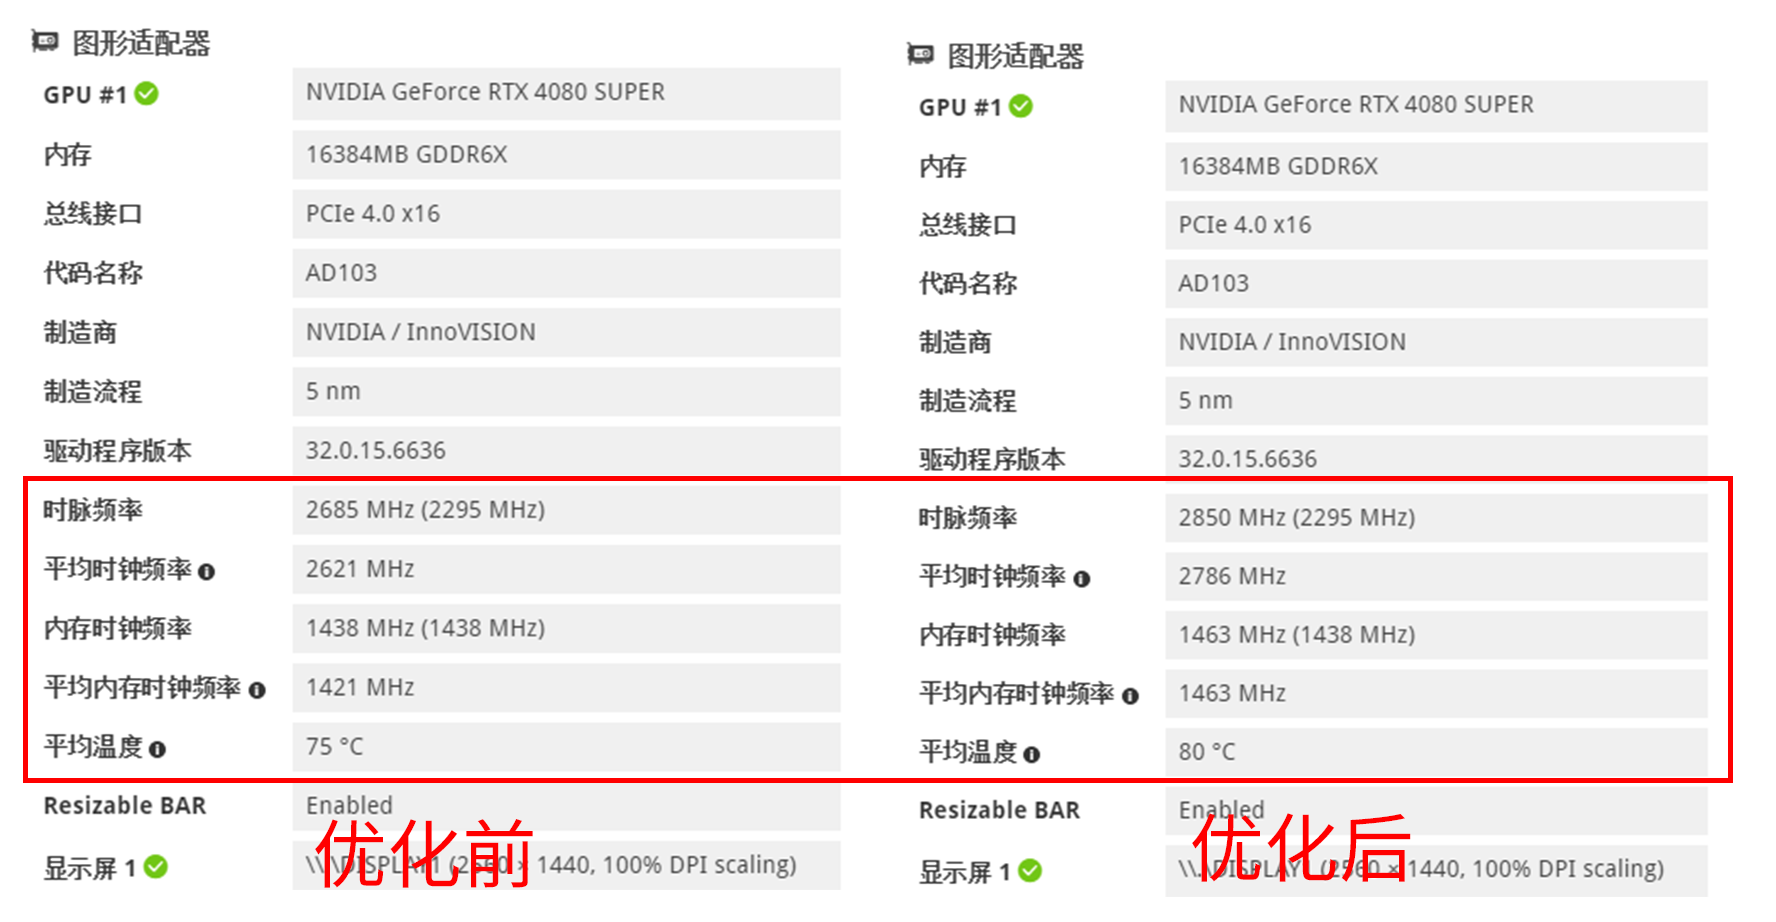 图形适配器
GPU #1 NVIDIA GeForce RTX 4080 SUPER
内存 16384MB GDDR6X
总线接口 PCIe 4.0 x16
代码名称 AD103
制造商 NVIDIA / InnoVISION
制造流程 5 nm
驱动程序版本 32.0.15.6636
时脉频率 2685 MHz (2295 MHz)
平均时钟频率 2621 MHz
内存时钟频率 1438 MHz (1438 MHz)
平均内存时钟频率 1421 MHz
平均温度 75 °C
Resizable BAR Enabled
显示屏 1 \\.\DISPLAY1 (2560 × 1440, 100% DPI scaling)
优化前
图形适配器
GPU #1 NVIDIA GeForce RTX 4080 SUPER
内存 16384MB GDDR6X
总线接口 PCIe 4.0 x16
代码名称 AD103
制造商 NVIDIA / InnoVISION
制造流程 5 nm
驱动程序版本 32.0.15.6636
时脉频率 2850 MHz (2295 MHz)
平均时钟频率 2786 MHz
内存时钟频率 1463 MHz (1438 MHz)
平均内存时钟频率 1463 MHz
平均温度 80 °C
Resizable BAR Enabled
显示屏 1 \\.\DISPLAY1 (2560 × 1440, 100% DPI scaling)
优化后